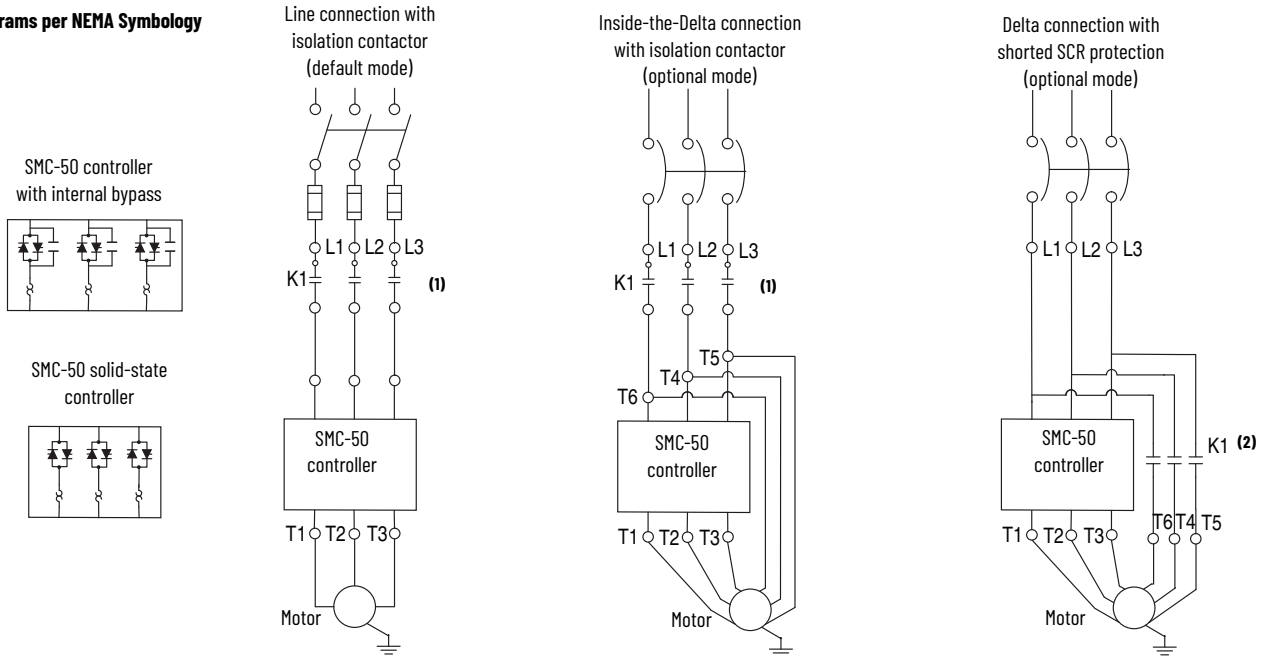 rams per NEMA Symbology
Line connection with
isolation contactor
(default mode)
Inside-the-Delta connection
with isolation contactor
(optional mode)
Delta connection with
shorted SCR protection
(optional mode)
SMC-50 controller
with internal bypass
SMC-50 solid-state
controller
L1 L2 L3
K1 (1)
SMC-50
controller
T1 T2 T3
Motor
L1 L2 L3
K1 (1)
T5
T4
T6
SMC-50
controller
T1 T2 T3
Motor
L1 L2 L3
SMC-50
controller
K1 (2)
T6 T4 T5
T1 T2 T3
Motor